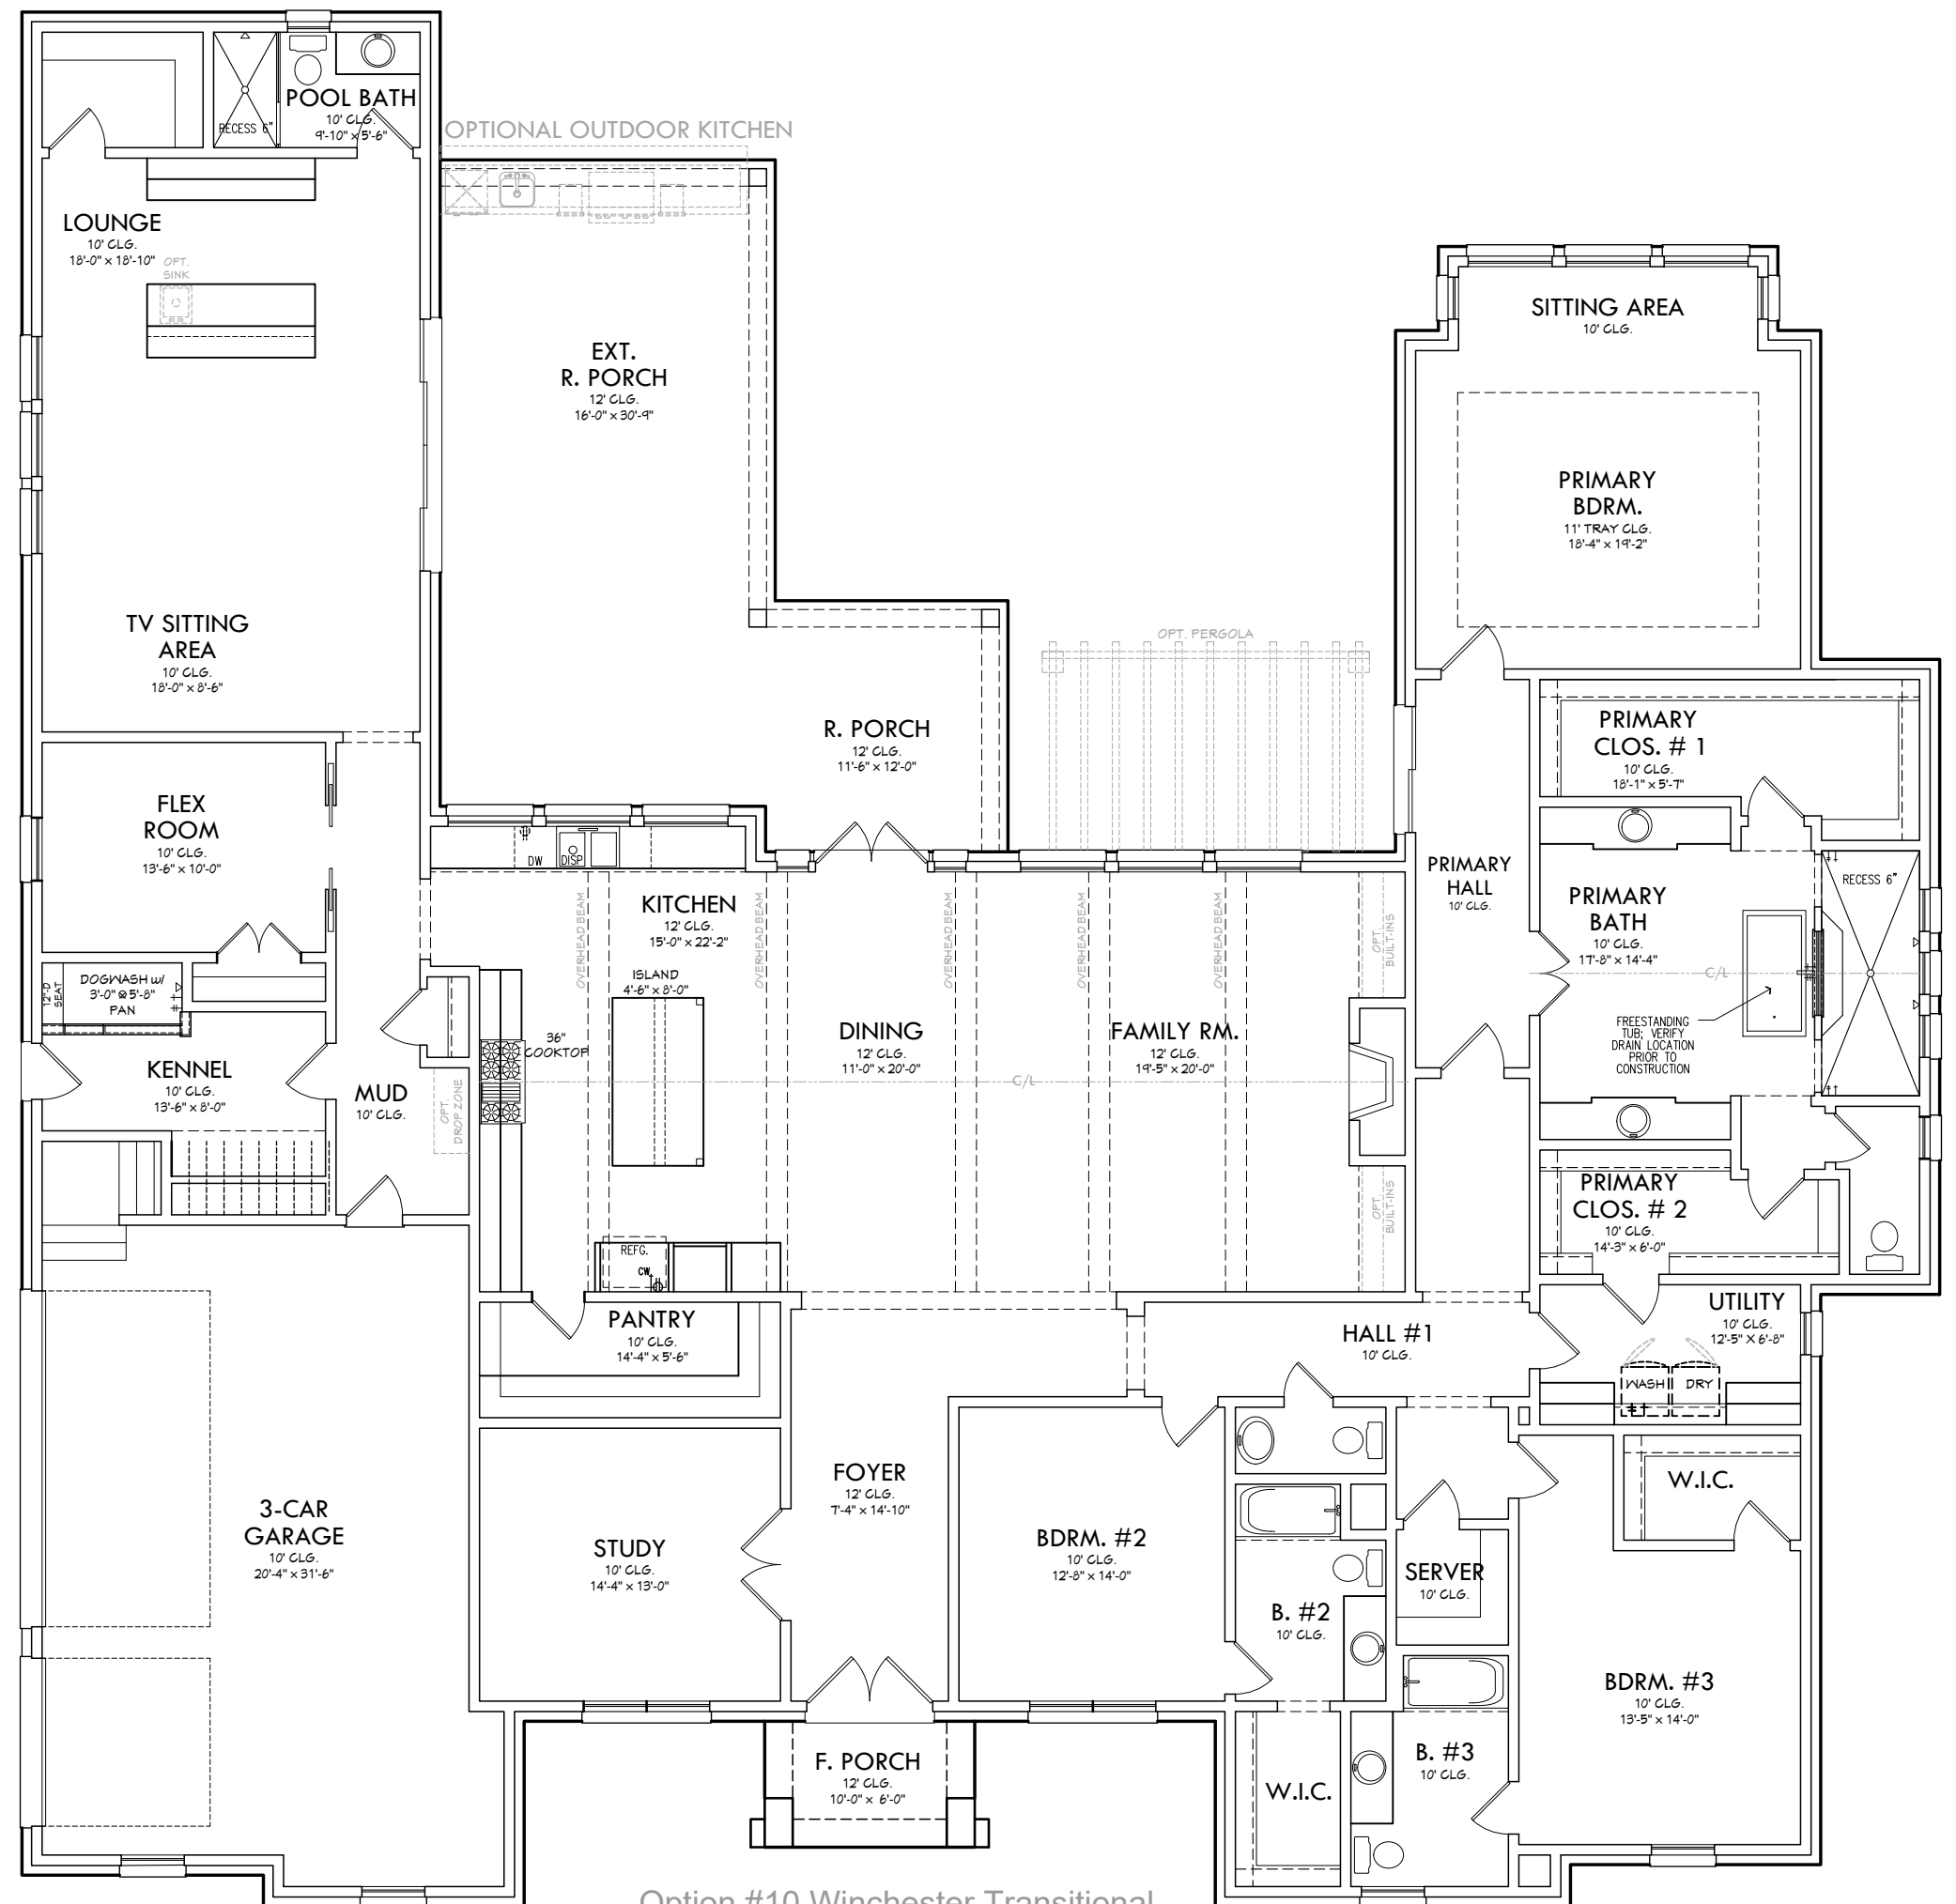 POOL BATH
10' CLG.
9'-10" x 5'-6"
RECESS 6"
OPTIONAL OUTDOOR KITCHEN
LOUNGE
10' CLG.
18'-0" x 18'-10"
OPT.
SINK
EXT.
R. PORCH
12' CLG.
16'-0" x 30'-9"
SITTING AREA
10' CLG.
PRIMARY
BDRM.
11' TRAY CLG.
18'-4" x 19'-2"
TV SITTING
AREA
10' CLG.
18'-0" x 8'-6"
OPT. PERGOLA
R. PORCH
12' CLG.
11'-6" x 12'-0"
PRIMARY
CLOS. # 1
10' CLG.
18'-1" x 5'-7"
FLEX
ROOM
10' CLG.
13'-6" x 10'-0"
DW
DISP
KITCHEN
12' CLG.
15'-0" x 22'-2"
OVERHEAD BEAM
OVERHEAD BEAM
OVERHEAD BEAM
OVERHEAD BEAM
OVERHEAD BEAM
OPT.
BUILT-INS
PRIMARY
HALL
10' CLG.
PRIMARY
BATH
10' CLG.
17'-8" x 14'-4"
RECESS 6"
C/L
FREESTANDING
TUB; VERIFY
DRAIN LOCATION
PRIOR TO
CONSTRUCTION
12"-D
SEAT
DOGWASH w/
3'-0" @ 5'-8"
PAN
ISLAND
4'-6" x 8'-0"
36"
COOKTOP
DINING
12' CLG.
11'-0" x 20'-0"
FAMILY RM.
12' CLG.
19'-5" x 20'-0"
C/L
KENNEL
10' CLG.
13'-6" x 8'-0"
MUD
10' CLG.
OPT.
DROP ZONE
OPT.
BUILT-INS
PRIMARY
CLOS. # 2
10' CLG.
14'-3" x 6'-0"
REFG.
CW
PANTRY
10' CLG.
14'-4" x 5'-6"
HALL #1
10' CLG.
UTILITY
10' CLG.
12'-5" X 6'-8"
WASH
DRY
FOYER
12' CLG.
7'-4" x 14'-10"
3-CAR
GARAGE
10' CLG.
20'-4" x 31'-6"
STUDY
10' CLG.
14'-4" x 13'-0"
BDRM. #2
10' CLG.
12'-8" x 14'-0"
B. #2
10' CLG.
SERVER
10' CLG.
W.I.C.
BDRM. #3
10' CLG.
13'-5" x 14'-0"
F. PORCH
12' CLG.
10'-0" x 6'-0"
W.I.C.
B. #3
10' CLG.
Option #10 Winchester Transitional